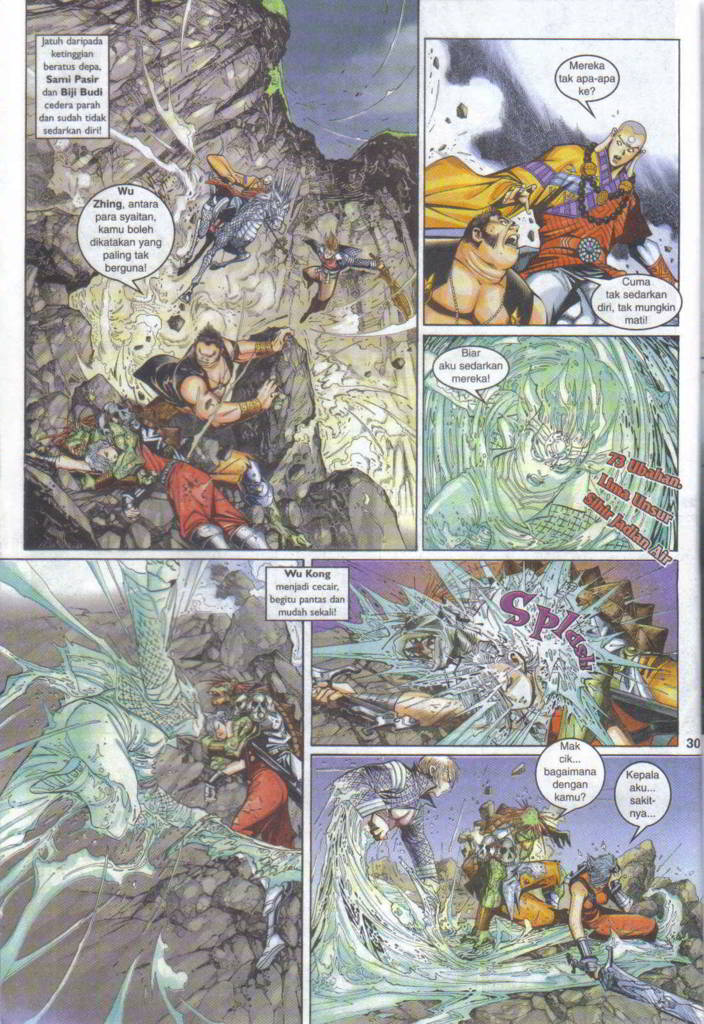 Jatuh daripada
ketinggian
beratus depa,
Sami Pasir
dan Biji Budi
cedera parah
dan sudah tidak
sedarkan diri!
Wu
Zhing, antara
para syaitan,
kamu boleh
dikatakan yang
paling tak
berguna!
Mereka
tak apa-apa
ke?
Cuma
tak sedarkan
diri, tak mungkin
mati!
Biar
aku sedarkan
mereka!
73 Ubahan,
Lima Unsur
Sihir Jadian Air
Wu Kong
menjadi cecair,
begitu pantas dan
mudah sekali!
Splash
30
Mak
cik...
bagaimana
dengan
kamu?
Kepala
aku...
sakit-
nya...